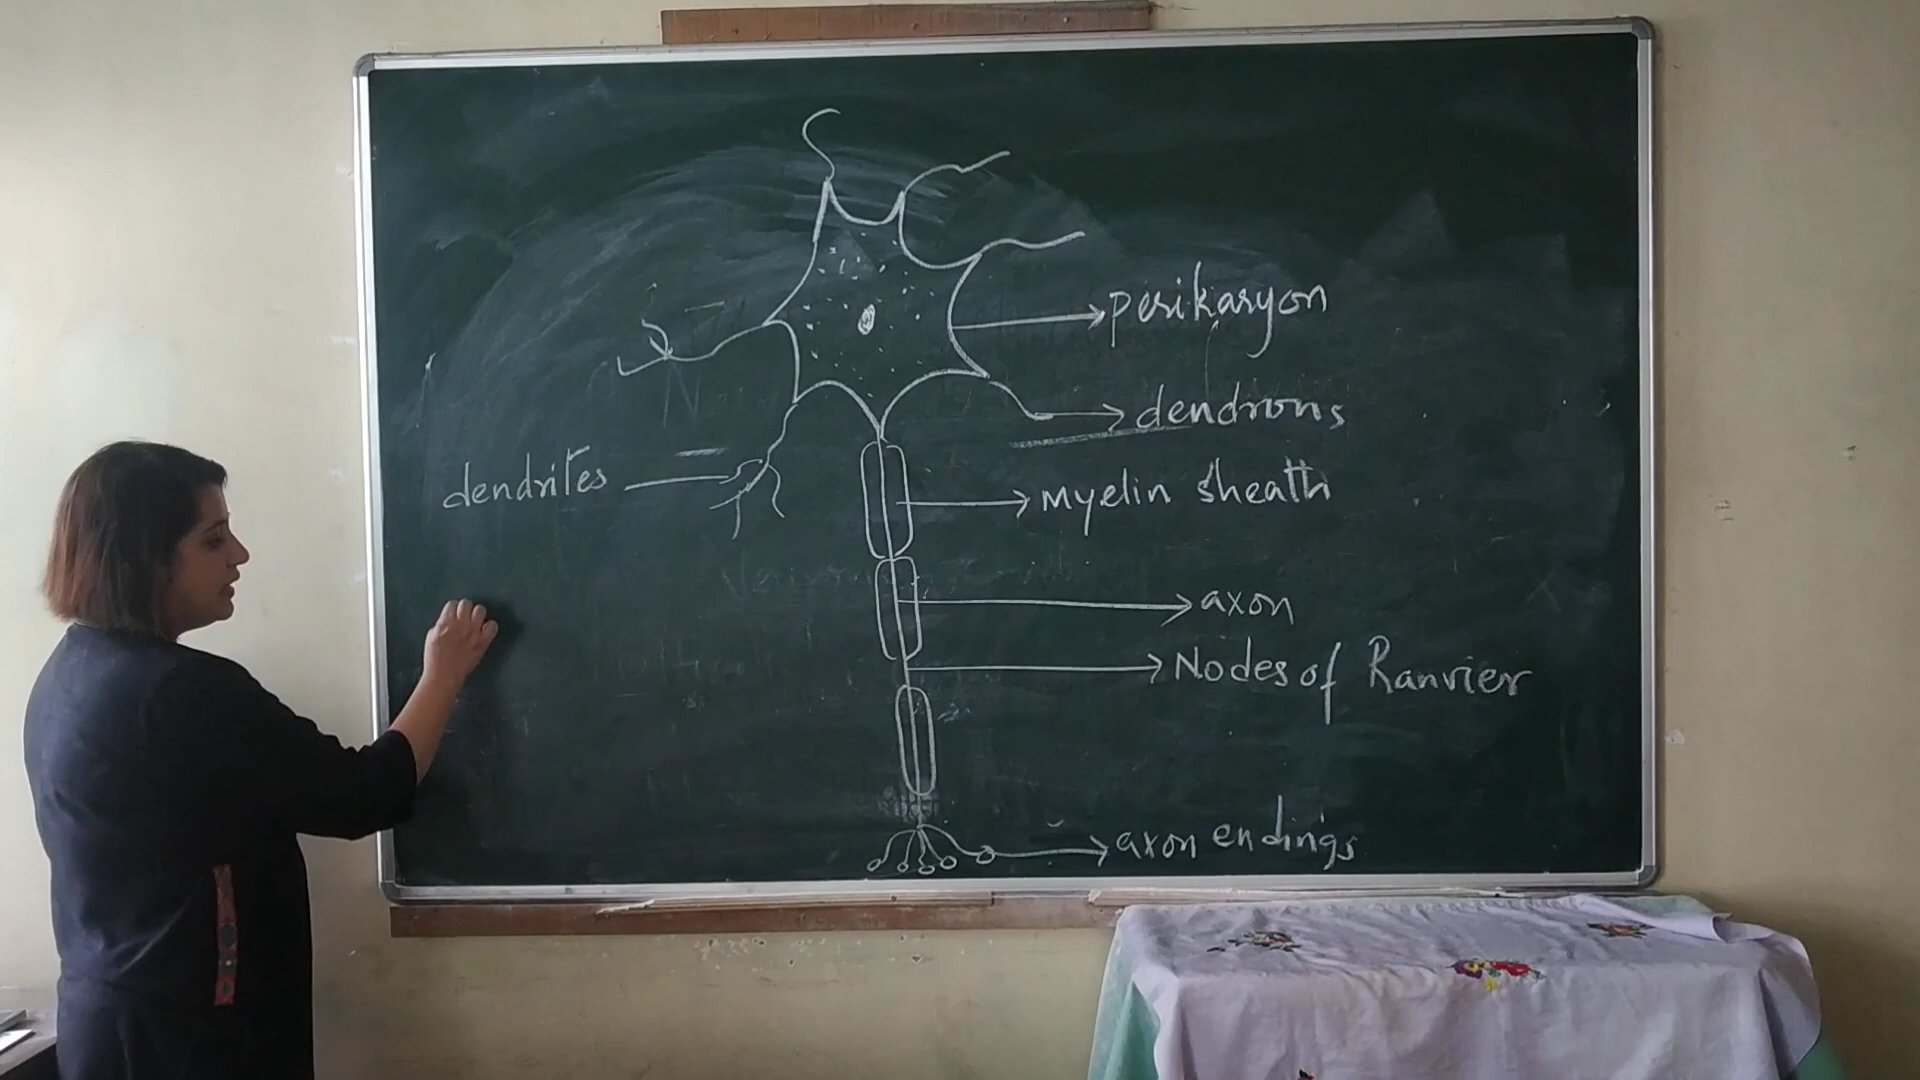 perikaryon
dendrons
dendrites
myelin sheath
axon
Nodes of Ranvier
axon endings